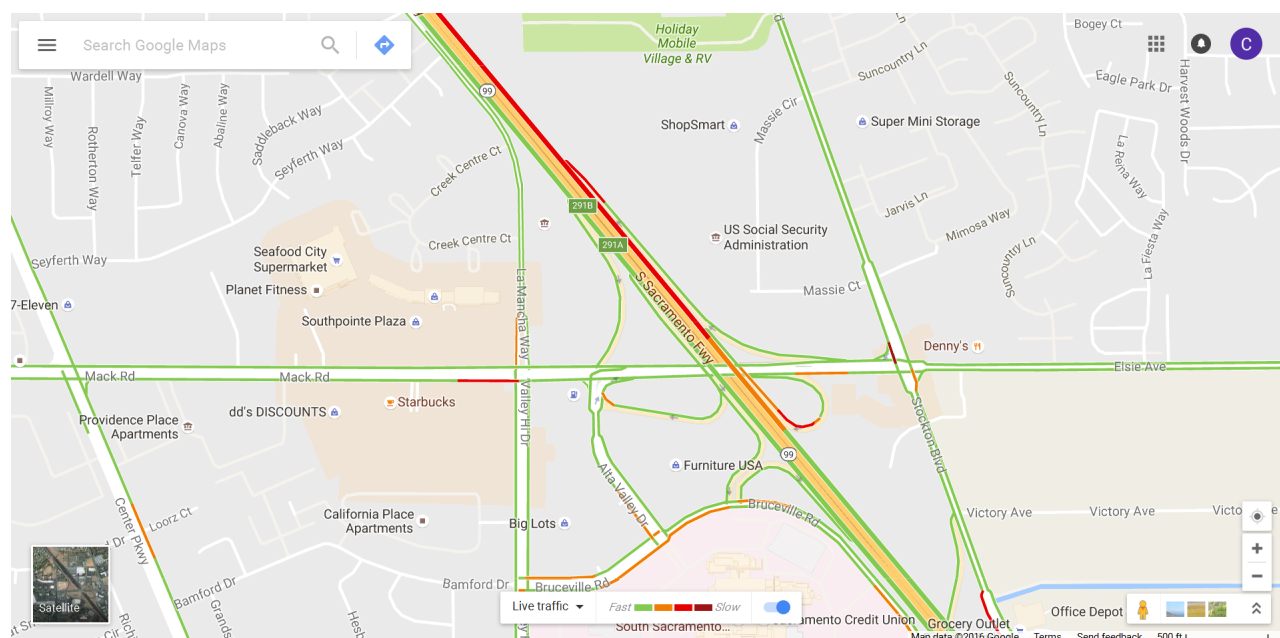 Search Google Maps
Holiday
Mobile
Village & RV
Bogey Ct
C
Wardell Way
Suncountry Ln
Eagle Park Dr
Harvest Woods Dr
Millroy Way
Rotherton Way
Telfer Way
Canova Way
Abaline Way
Saddleback Way
Seyferth Way
99
ShopSmart
Massie Cir
Super Mini Storage
Suncountry Ln
La Reina Way
Creek Centre Ct
291B
291A
Jarvis Ln
Mimosa Way
La Fiesta Way
US Social Security
Administration
Creek Centre Ct
Seafood City
Supermarket
Seyferth Way
Planet Fitness
7-Eleven
Southpointe Plaza
La Mancha Way
S Sacramento Fwy
Massie Ct
Suncountry Ln
Denny's
Mack Rd
Mack Rd
Elsie Ave
Starbucks
dd's DISCOUNTS
Providence Place
Apartments
Valley Hi Dr
Stockton Blvd
99
Furniture USA
Alta Valley Dr
Center Pkwy
Loorz Ct
California Place
Apartments
Big Lots
Bruceville Rd
Victory Ave
Victory Ave
Bamford Dr
Bamford Dr
Bruceville Rd
Satellite
Live traffic
Fast
Slow
South Sacramento...
Sacramento Credit Union
Grocery Outlet
Office Depot
Map data ©2016 Google
Terms
Send feedback
500 ft